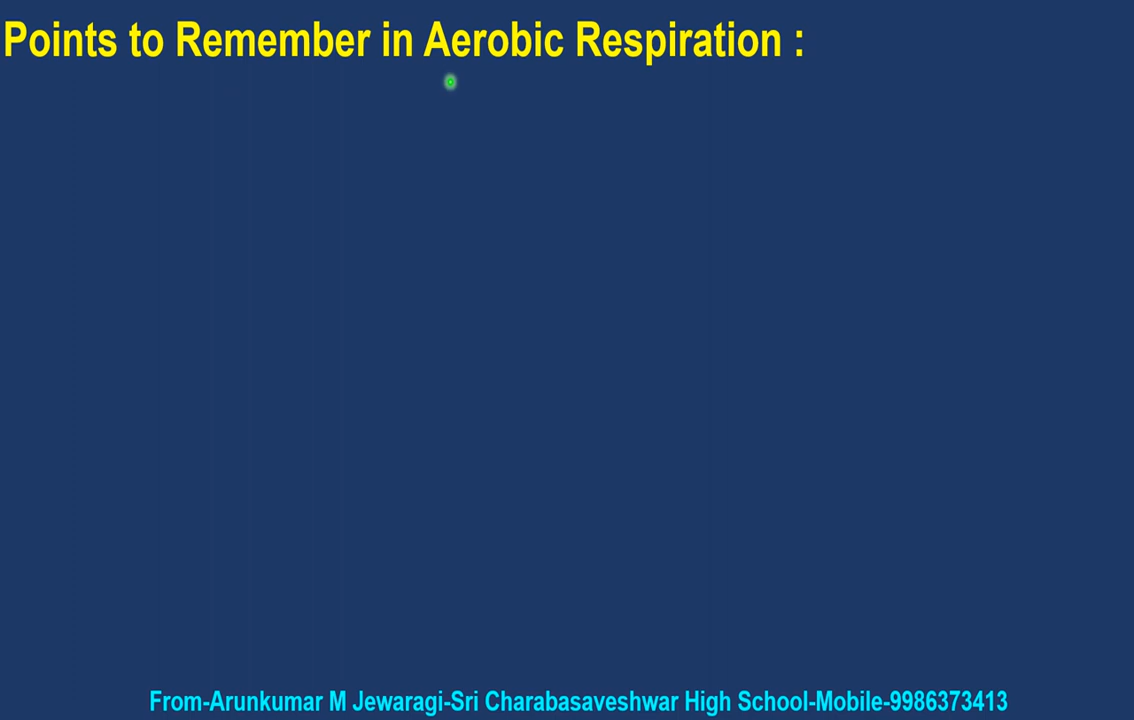 Points to Remember in Aerobic Respiration :
From-Arunkumar M Jewaragi-Sri Charabasaveshwar High School-Mobile-9986373413